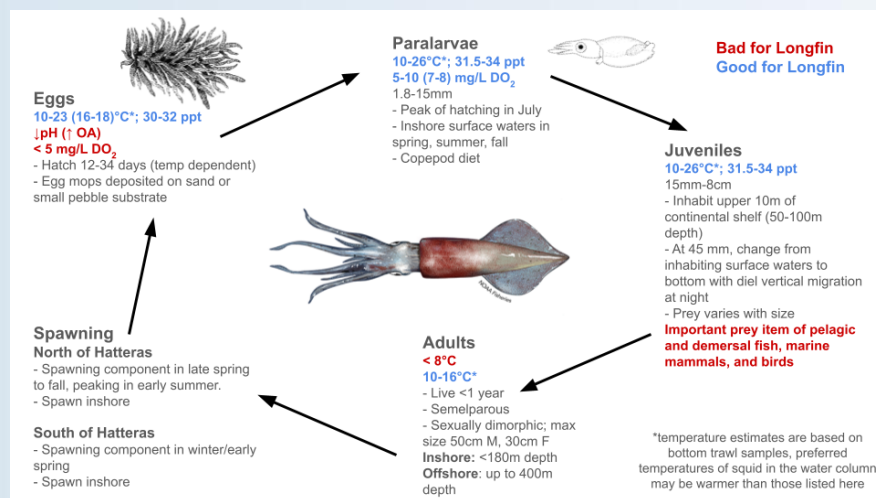 Paralarvae
10-26°C*; 31.5-34 ppt
5-10 (7-8) mg/L DO₂
1.8-15mm
- Peak of hatching in July
- Inshore surface waters in
spring, summer, fall
- Copepod diet
Bad for Longfin
Good for Longfin
Eggs
10-23 (16-18)°C*; 30-32 ppt
↓pH (↑ OA)
< 5 mg/L DO₂
- Hatch 12-34 days (temp dependent)
- Egg mops deposited on sand or
small pebble substrate
Juveniles
10-26°C*; 31.5-34 ppt
15mm-8cm
- Inhabit upper 10m of
continental shelf (50-100m
depth)
- At 45 mm, change from
inhabiting surface waters to
bottom with diel vertical migration
at night
- Prey varies with size
Important prey item of pelagic
and demersal fish, marine
mammals, and birds
NOAA Fisheries
Spawning
North of Hatteras
- Spawning component in late spring
to fall, peaking in early summer.
- Spawn inshore
South of Hatteras
- Spawning component in winter/early
spring
- Spawn inshore
Adults
< 8°C
10-16°C*
- Live <1 year
- Semelparous
- Sexually dimorphic; max
size 50cm M, 30cm F
Inshore: <180m depth
Offshore: up to 400m
depth
*temperature estimates are based on
bottom trawl samples, preferred
temperatures of squid in the water column
may be warmer than those listed here